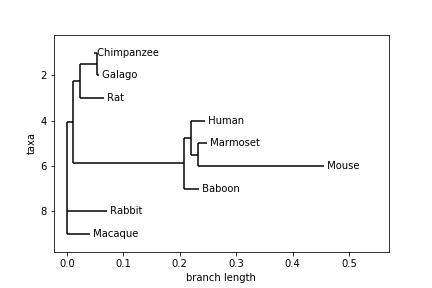 Chimpanzee
2 Galago
Rat
4 Human
Marmoset
taxa
6 Mouse
Baboon
8 Rabbit
Macaque
0.0 0.1 0.2 0.3 0.4 0.5
branch length